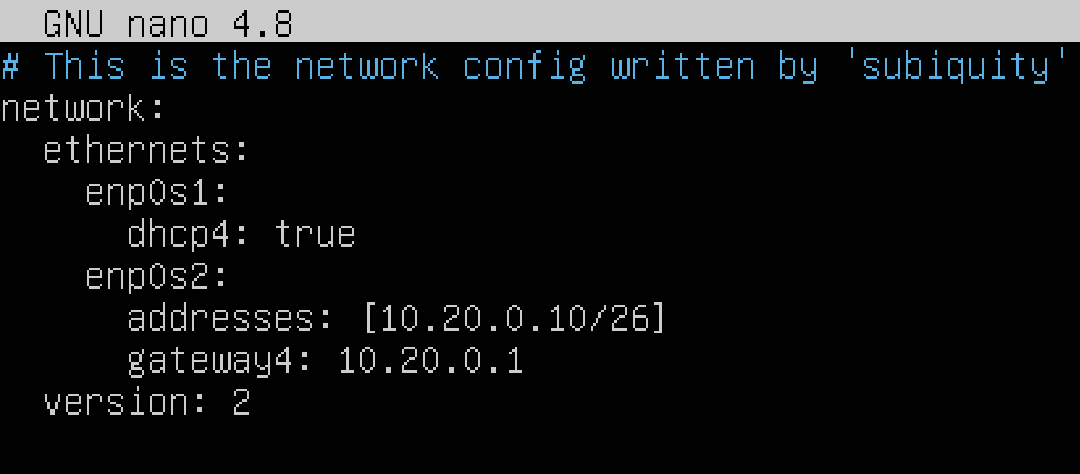 GNU nano 4.8
# This is the network config written by 'subiquity'
network:
  ethernets:
    enp0s1:
      dhcp4: true
    enp0s2:
      addresses: [10.20.0.10/26]
      gateway4: 10.20.0.1
  version: 2